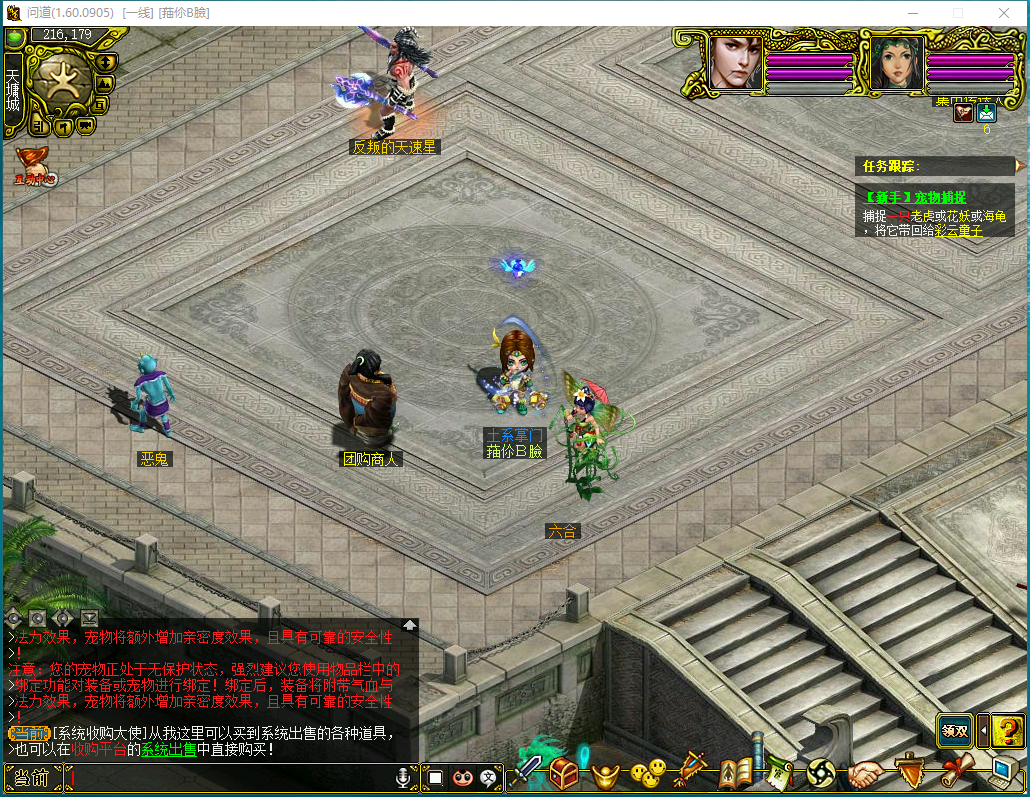 问道(1.60.0905) [一线] [蒩伱B臉]
216,179
天墉城
反叛的天速星
6
任务跟踪:
【新手】宠物捕捉
捕捉一只老虎或花妖或海龟
，将它带回给彩云童子
恶鬼
团购商人
土系掌门
六合
>法力效果，宠物将额外增加亲密度效果，且具有可靠的安全性
>！
注意：您的宠物正处于无保护状态，强烈建议您使用物品栏中的
>绑定功能对装备或宠物进行绑定！绑定后，装备将附带气血与
>法力效果，宠物将额外增加亲密度效果，且具有可靠的安全性
>！
当前 [系统收购大使]从我这里可以买到系统出售的各种道具，
>也可以在收购平台的系统出售中直接购买！
当前
文
领双
?